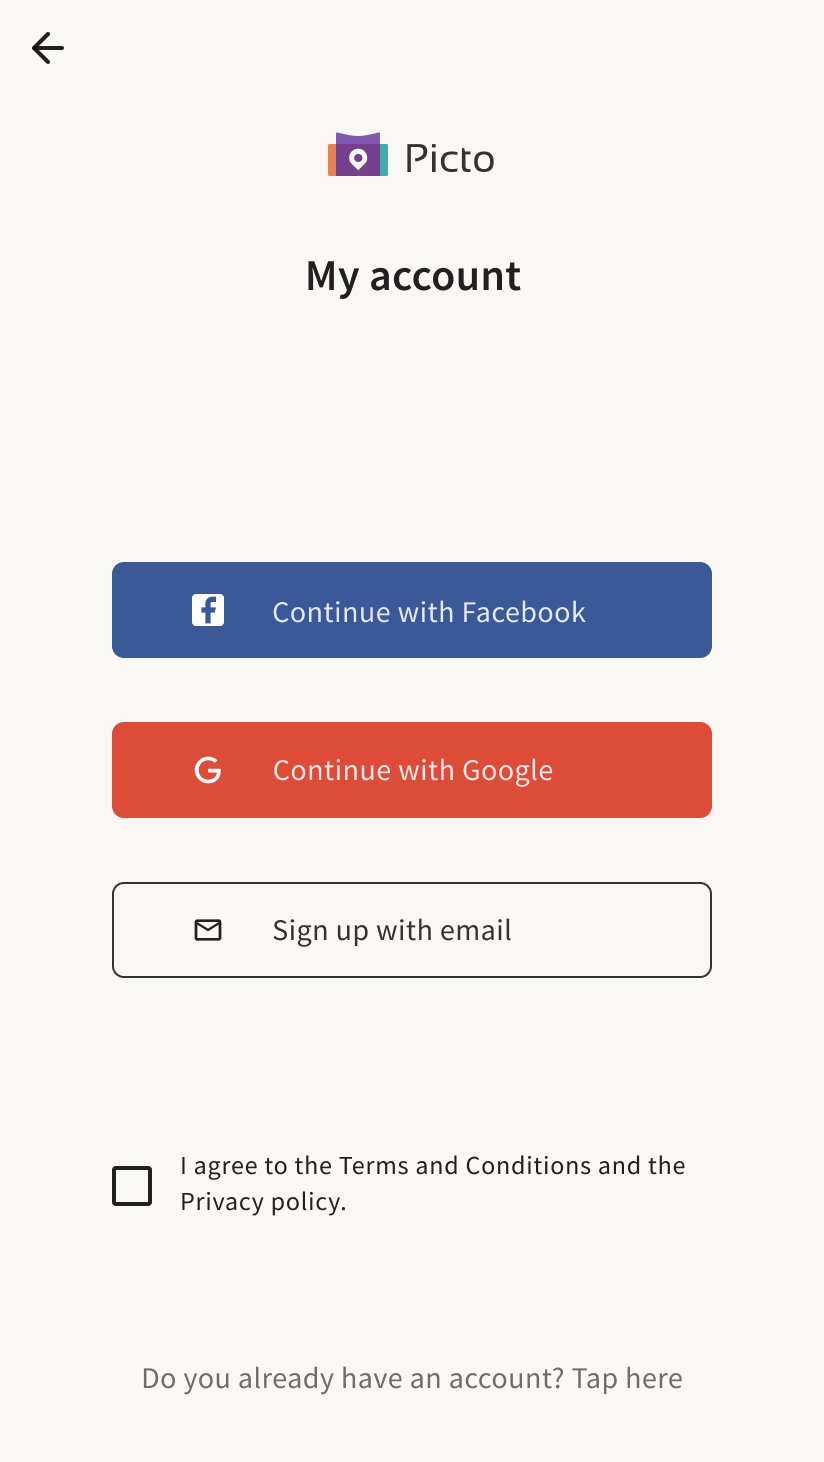 Picto
My account
Continue with Facebook
Continue with Google
Sign up with email
I agree to the Terms and Conditions and the
Privacy policy.
Do you already have an account? Tap here